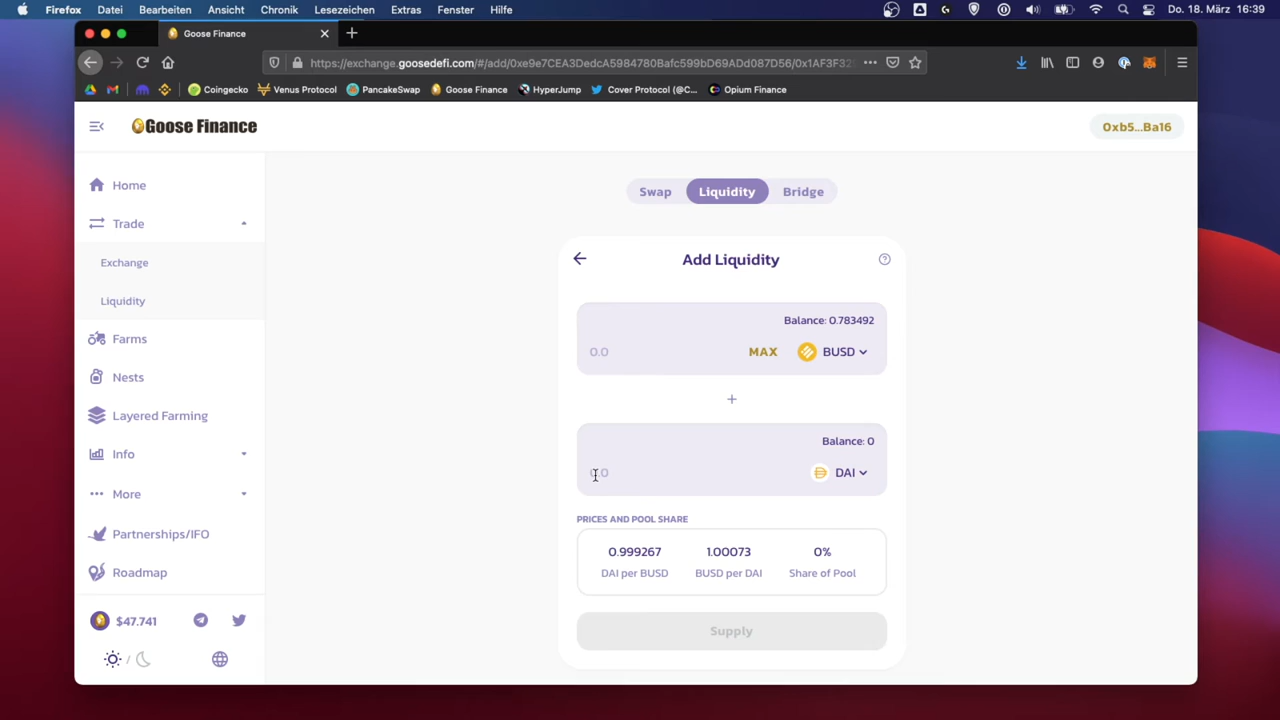 Firefox Datei Bearbeiten Ansicht Chronik Lesezeichen Extras Fenster Hilfe Do. 18. März 16:39
Goose Finance
https://exchange.goosedefi.com/#/add/0xe9e7CEA3DedcA5984780Bafc599bD69ADd087D56/0x1AF3F32
Coingecko Venus Protocol PancakeSwap Goose Finance HyperJump Cover Protocol (@C... Opium Finance
Goose Finance
0xb5...Ba16
Home
Trade
Exchange
Liquidity
Farms
Nests
Layered Farming
Info
More
Partnerships/IFO
Roadmap
$47.741
/
Swap Liquidity Bridge
Add Liquidity
Balance: 0.783492
0.0 MAX BUSD
+
Balance: 0
0.0 DAI
PRICES AND POOL SHARE
0.999267 1.00073 0%
DAI per BUSD BUSD per DAI Share of Pool
Supply